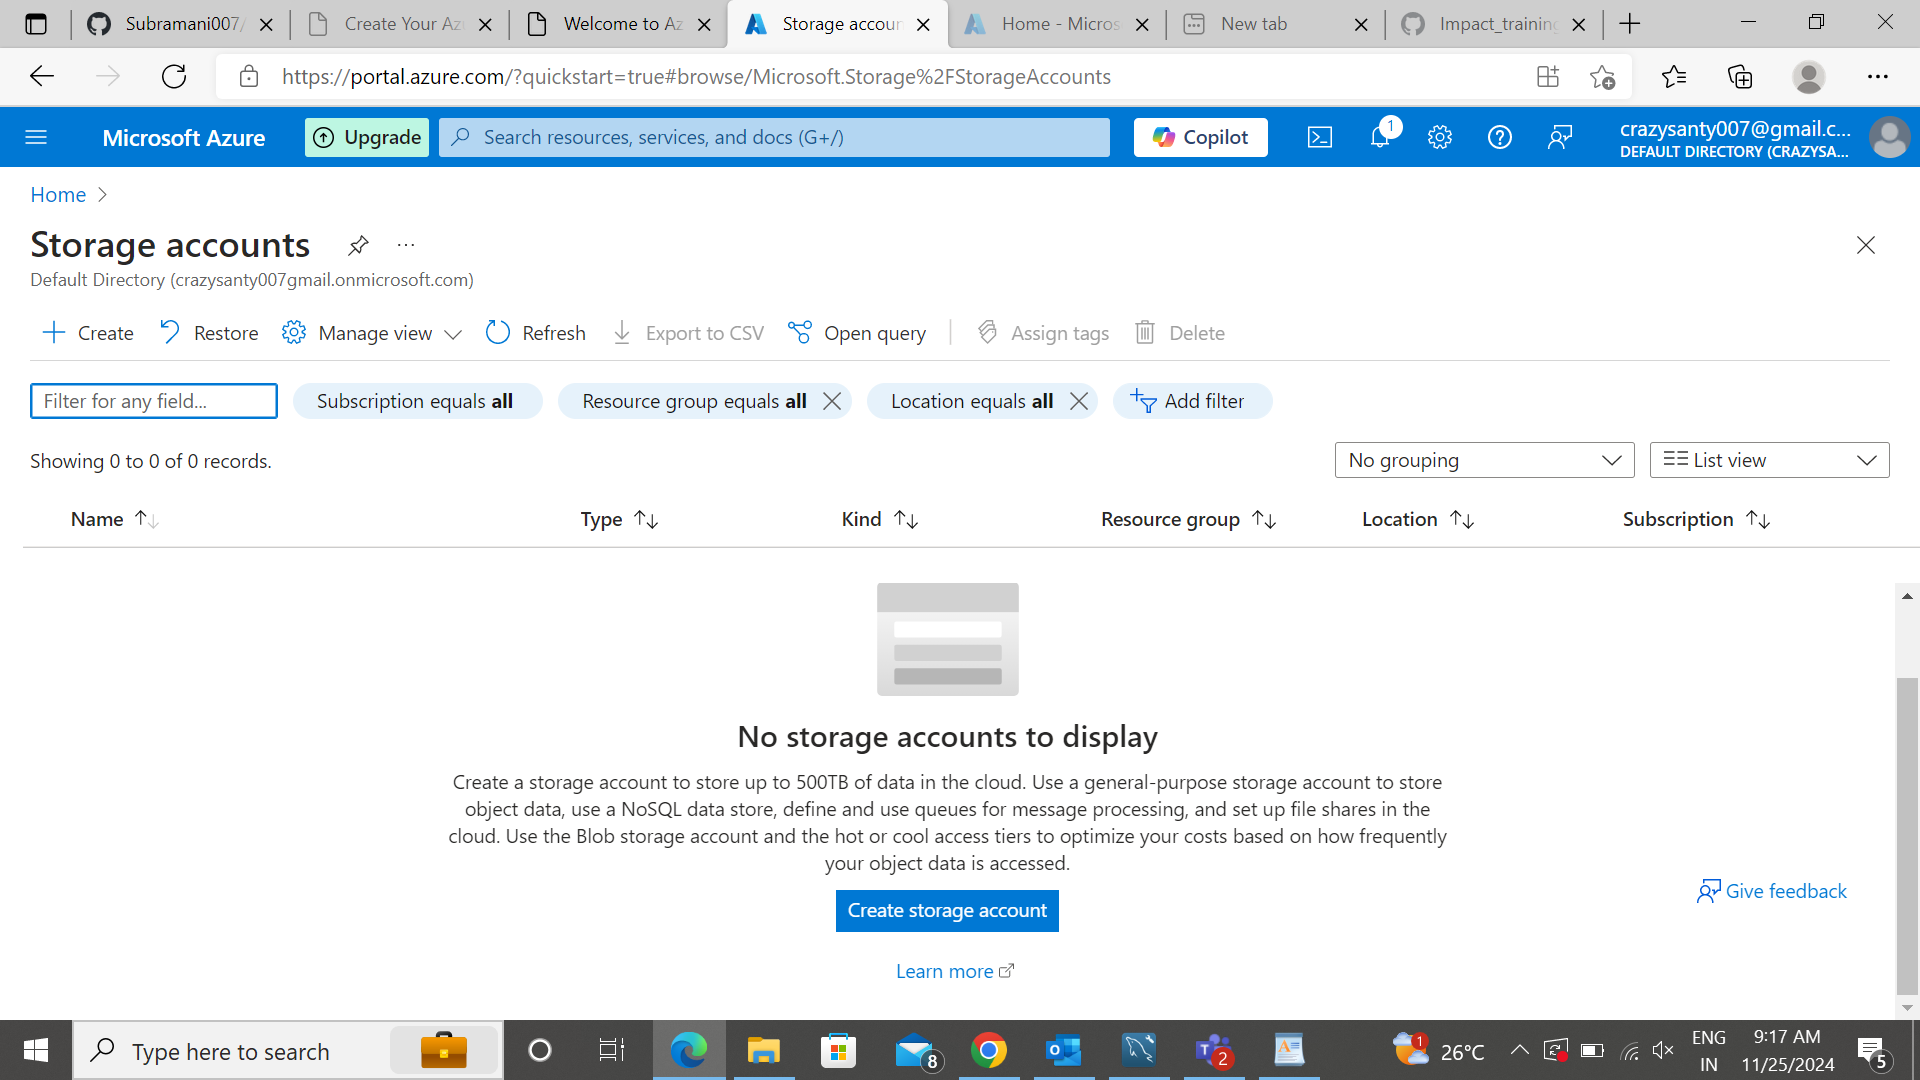 Subramani007/
Create Your Az
Welcome to Az
Storage accoun
Home - Micros
New tab
Impact_training
https://portal.azure.com/?quickstart=true#browse/Microsoft.Storage%2FStorageAccounts
Microsoft Azure
Upgrade
Search resources, services, and docs (G+/)
Copilot
1
crazysanty007@gmail.c...
DEFAULT DIRECTORY (CRAZYSA...
Home
Storage accounts
Default Directory (crazysanty007gmail.onmicrosoft.com)
Create
Restore
Manage view
Refresh
Export to CSV
Open query
Assign tags
Delete
Filter for any field...
Subscription equals all
Resource group equals all
Location equals all
Add filter
Showing 0 to 0 of 0 records.
No grouping
List view
Name
Type
Kind
Resource group
Location
Subscription
No storage accounts to display
Create a storage account to store up to 500TB of data in the cloud. Use a general-purpose storage account to store
object data, use a NoSQL data store, define and use queues for message processing, and set up file shares in the
cloud. Use the Blob storage account and the hot or cool access tiers to optimize your costs based on how frequently
your object data is accessed.
Give feedback
Create storage account
Learn more
Type here to search
8
2
1
26°C
ENG
IN
9:17 AM
11/25/2024
5